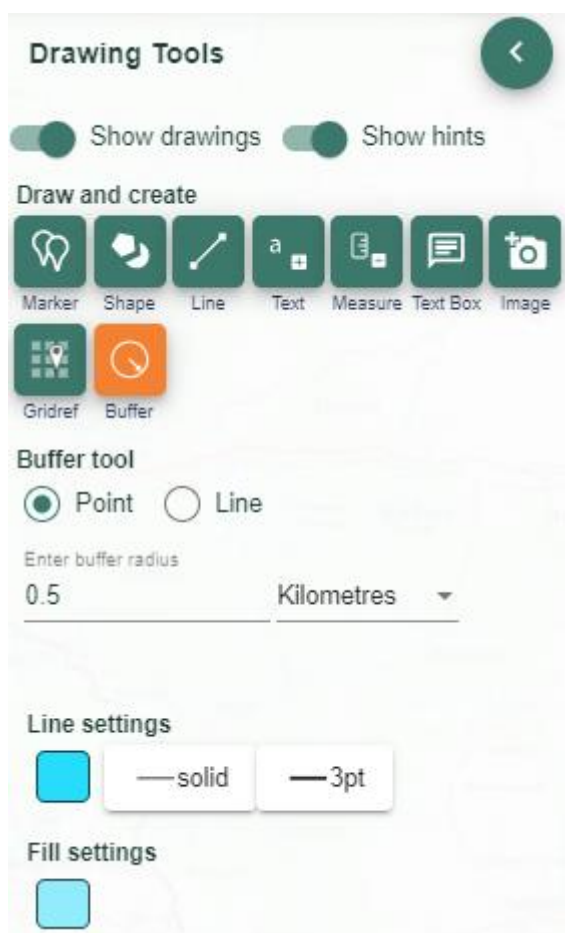 Drawing Tools
Show drawings Show hints
Draw and create
a
Marker Shape Line Text Measure Text Box Image
Gridref Buffer
Buffer tool
Point Line
Enter buffer radius
0.5 Kilometres
Line settings
solid 3pt
Fill settings